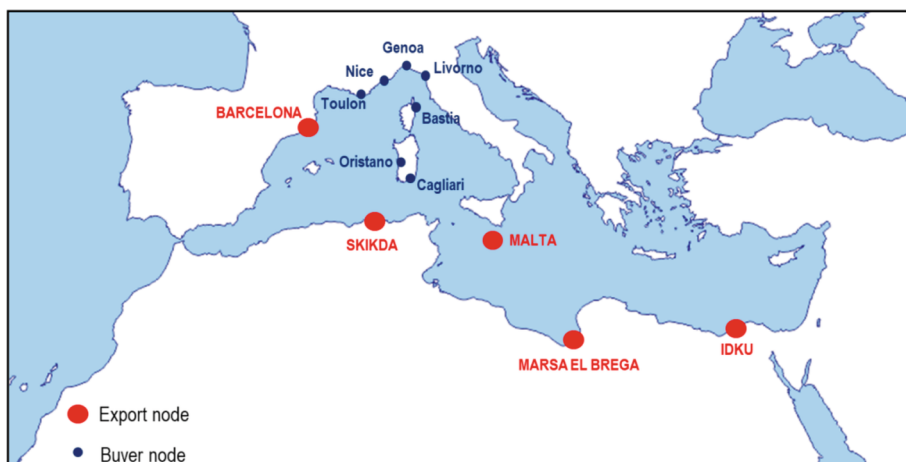 Genoa
Nice
Livorno
Toulon
BARCELONA
Bastia
Oristano
Cagliari
SKIKDA
MALTA
MARSA EL BREGA
IDKU
Export node
Buyer node